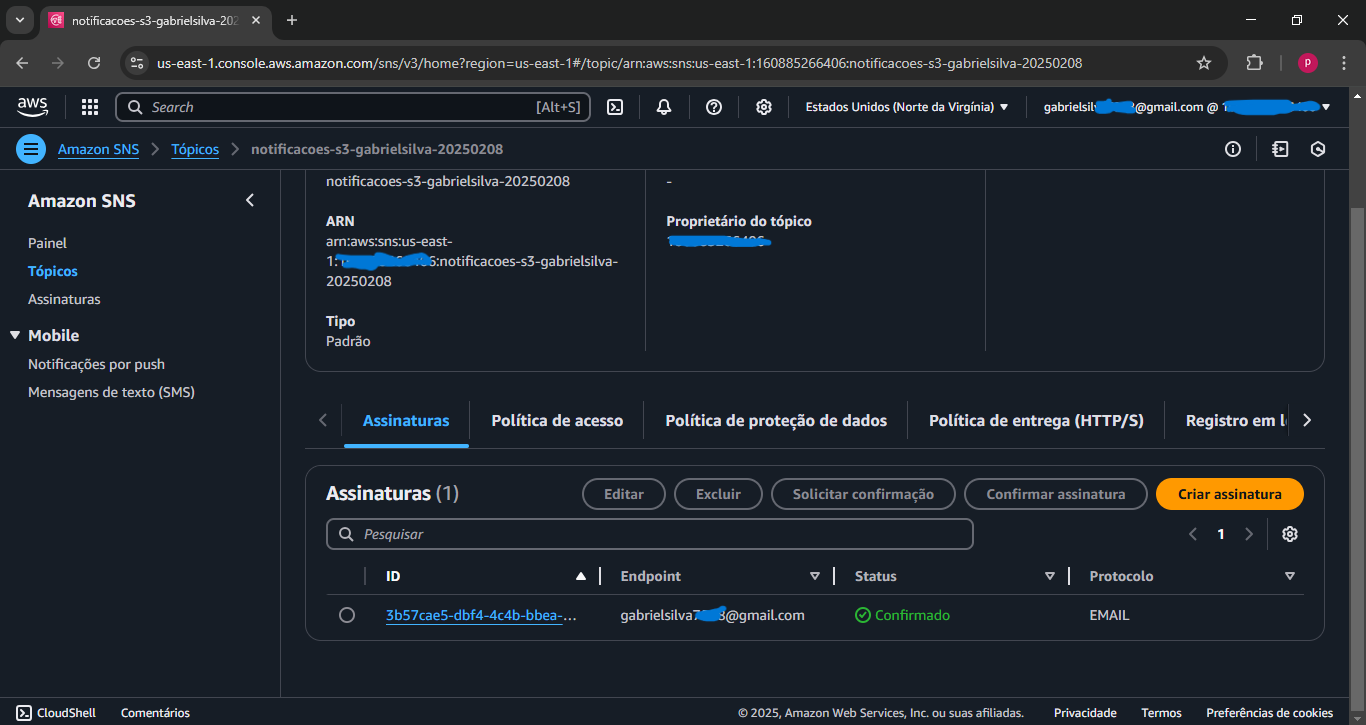 notificacoes-s3-gabrielsilva-202
us-east-1.console.aws.amazon.com/sns/v3/home?region=us-east-1#/topic/arn:aws:sns:us-east-1:160885266406:notificacoes-s3-gabrielsilva-20250208
p
aws
Search [Alt+S]
Estados Unidos (Norte da Virgínia)
@gmail.com @
Amazon SNS
Tópicos
notificacoes-s3-gabrielsilva-20250208
Amazon SNS
Painel
Tópicos
Assinaturas
Mobile
Notificações por push
Mensagens de texto (SMS)
notificacoes-s3-gabrielsilva-20250208
ARN
arn:aws:sns:us-east-
1: :notificacoes-s3-gabrielsilva-
20250208
Tipo
Padrão
-
Proprietário do tópico
Assinaturas
Política de acesso
Política de proteção de dados
Política de entrega (HTTP/S)
Registro em l
Assinaturas (1)
Editar
Excluir
Solicitar confirmação
Confirmar assinatura
Criar assinatura
Pesquisar
1
ID Endpoint Status Protocolo
3b57cae5-dbf4-4c4b-bbea-... gabrielsilva @gmail.com Confirmado EMAIL
CloudShell Comentários © 2025, Amazon Web Services, Inc. ou suas afiliadas. Privacidade Termos Preferências de cookies